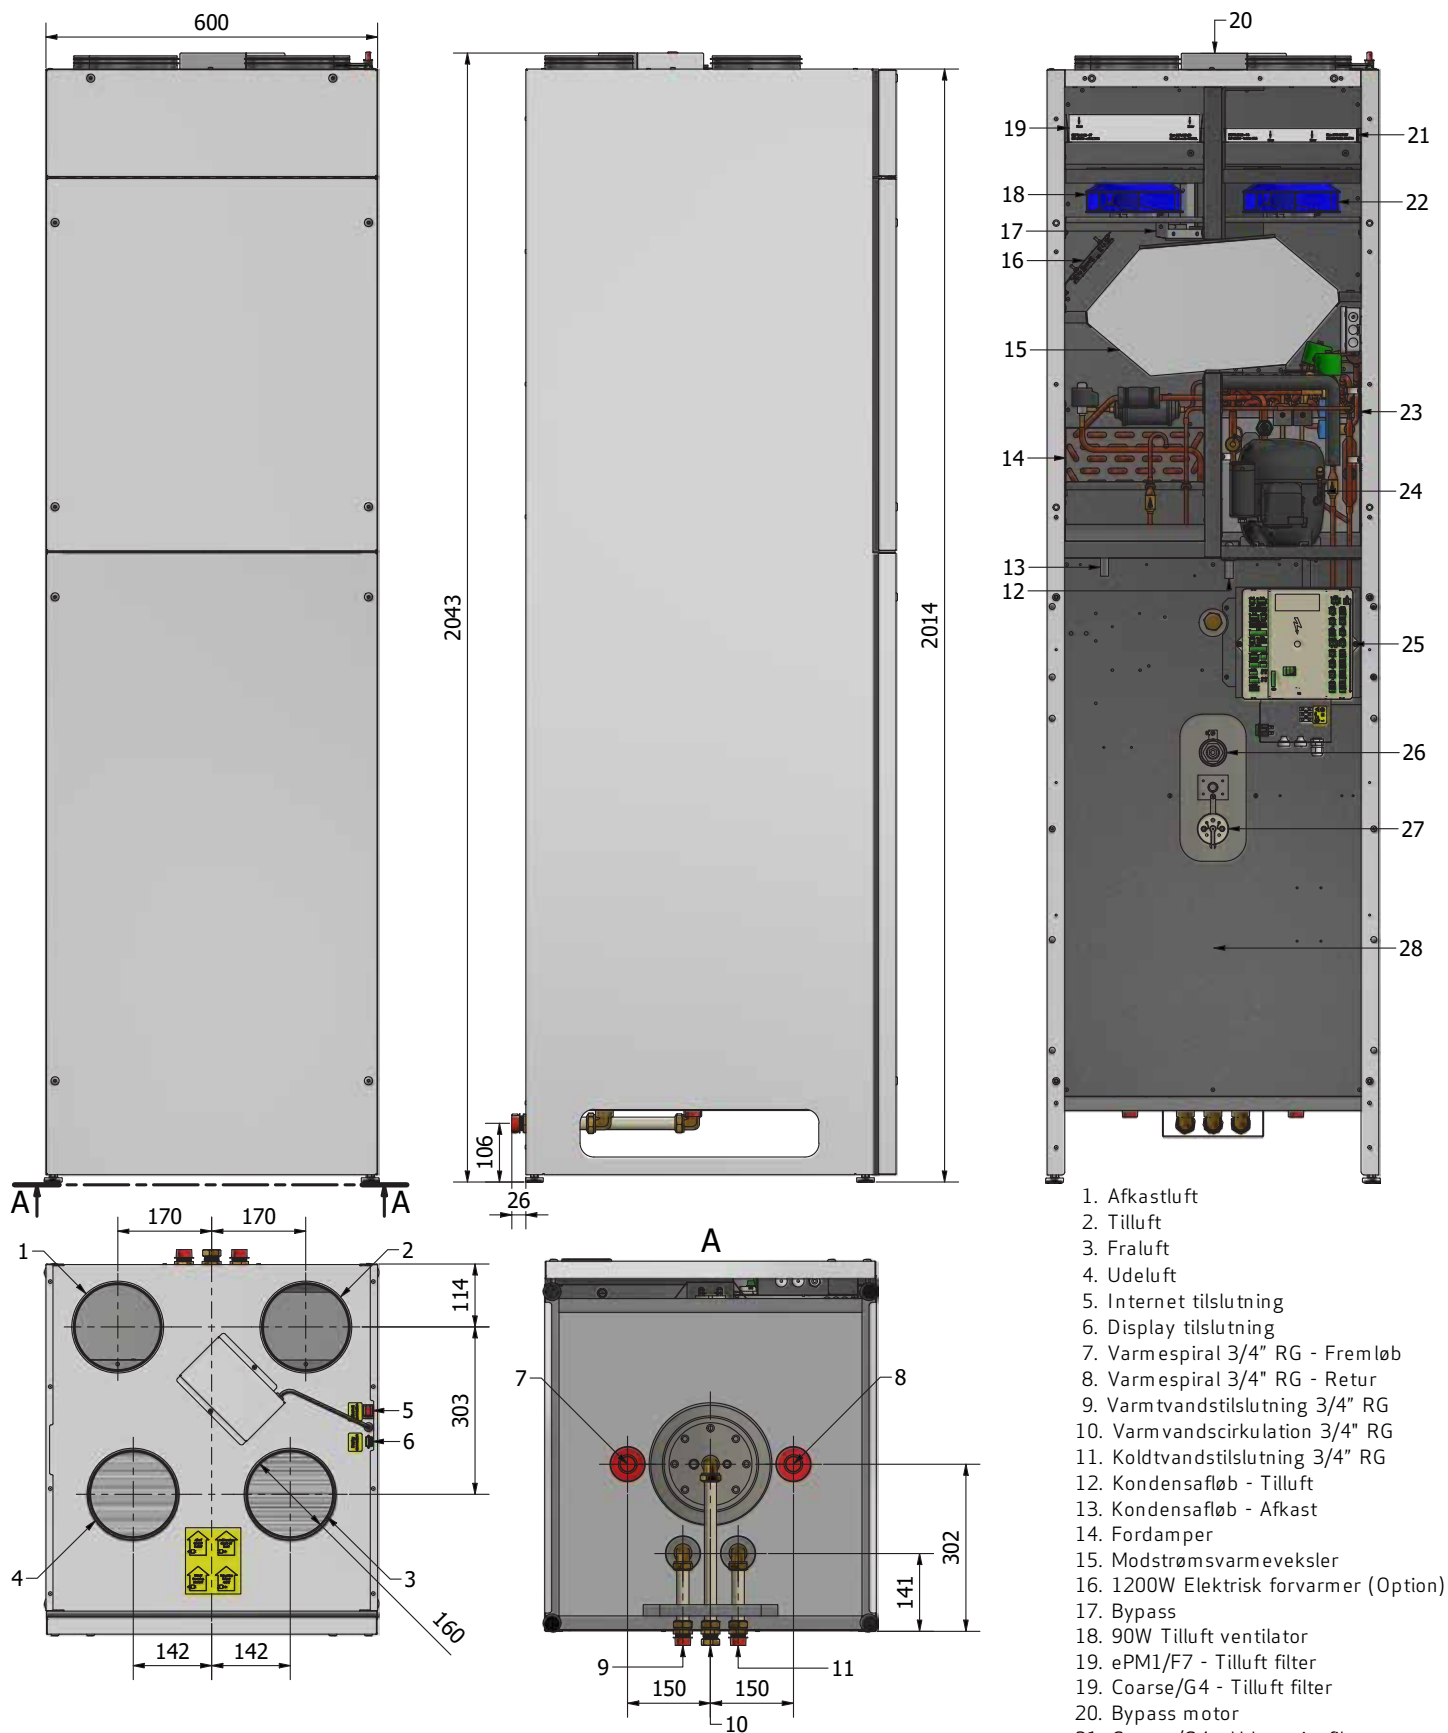 600
20
19
21
18
22
17
16
15
23
14
24
13
12
2043
2014
25
26
27
28
106
26
A
A
170
170
1
2
114
303
5
6
4
3
160
142
142
A
7
8
302
141
9
11
150
150
10
1. Afkastluft
2. Tilluft
3. Fraluft
4. Udeluft
5. Internet tilslutning
6. Display tilslutning
7. Varmespiral 3/4" RG - Fremløb
8. Varmespiral 3/4" RG - Retur
9. Varmtvandstilslutning 3/4" RG
10. Varmvandscirkulation 3/4" RG
11. Koldtvandstilslutning 3/4" RG
12. Kondensafløb - Tilluft
13. Kondensafløb - Afkast
14. Fordamper
15. Modstrømsvarmeveksler
16. 1200W Elektrisk forvarmer (Option)
17. Bypass
18. 90W Tilluft ventilator
19. ePM1/F7 - Tilluft filter
19. Coarse/G4 - Tilluft filter
20. Bypass motor